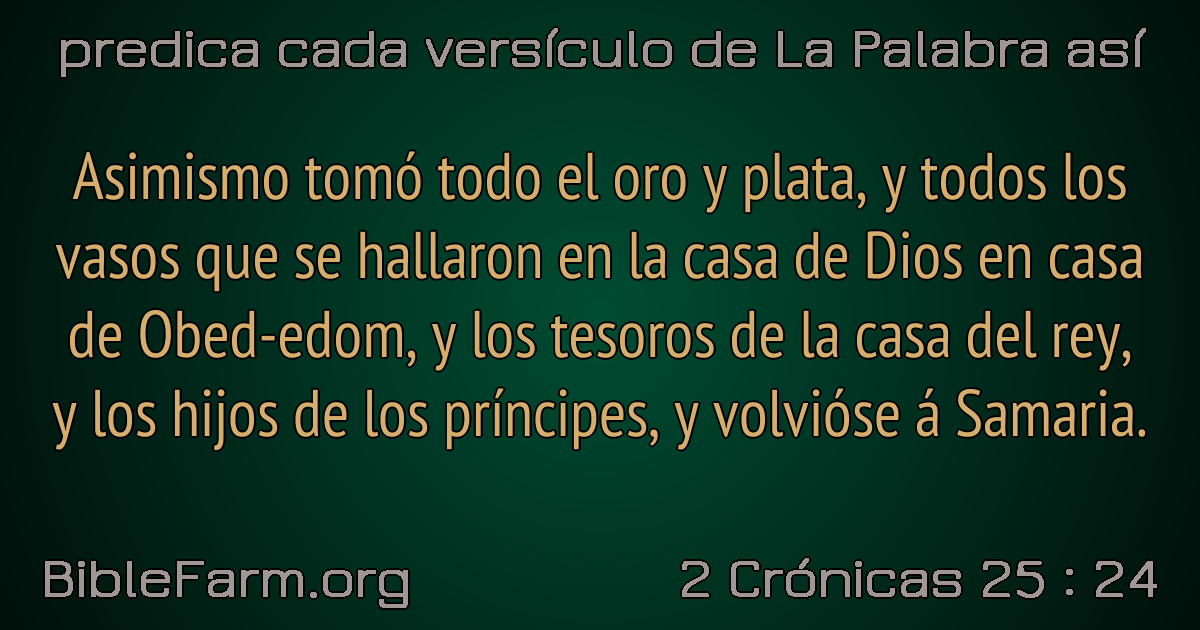 predica cada versículo de La Palabra así
Asimismo tomó todo el oro y plata, y todos los
vasos que se hallaron en la casa de Dios en casa
de Obed-edom, y los tesoros de la casa del rey,
y los hijos de los príncipes, y volvióse á Samaria.
BibleFarm.org
2 Crónicas 25 : 24